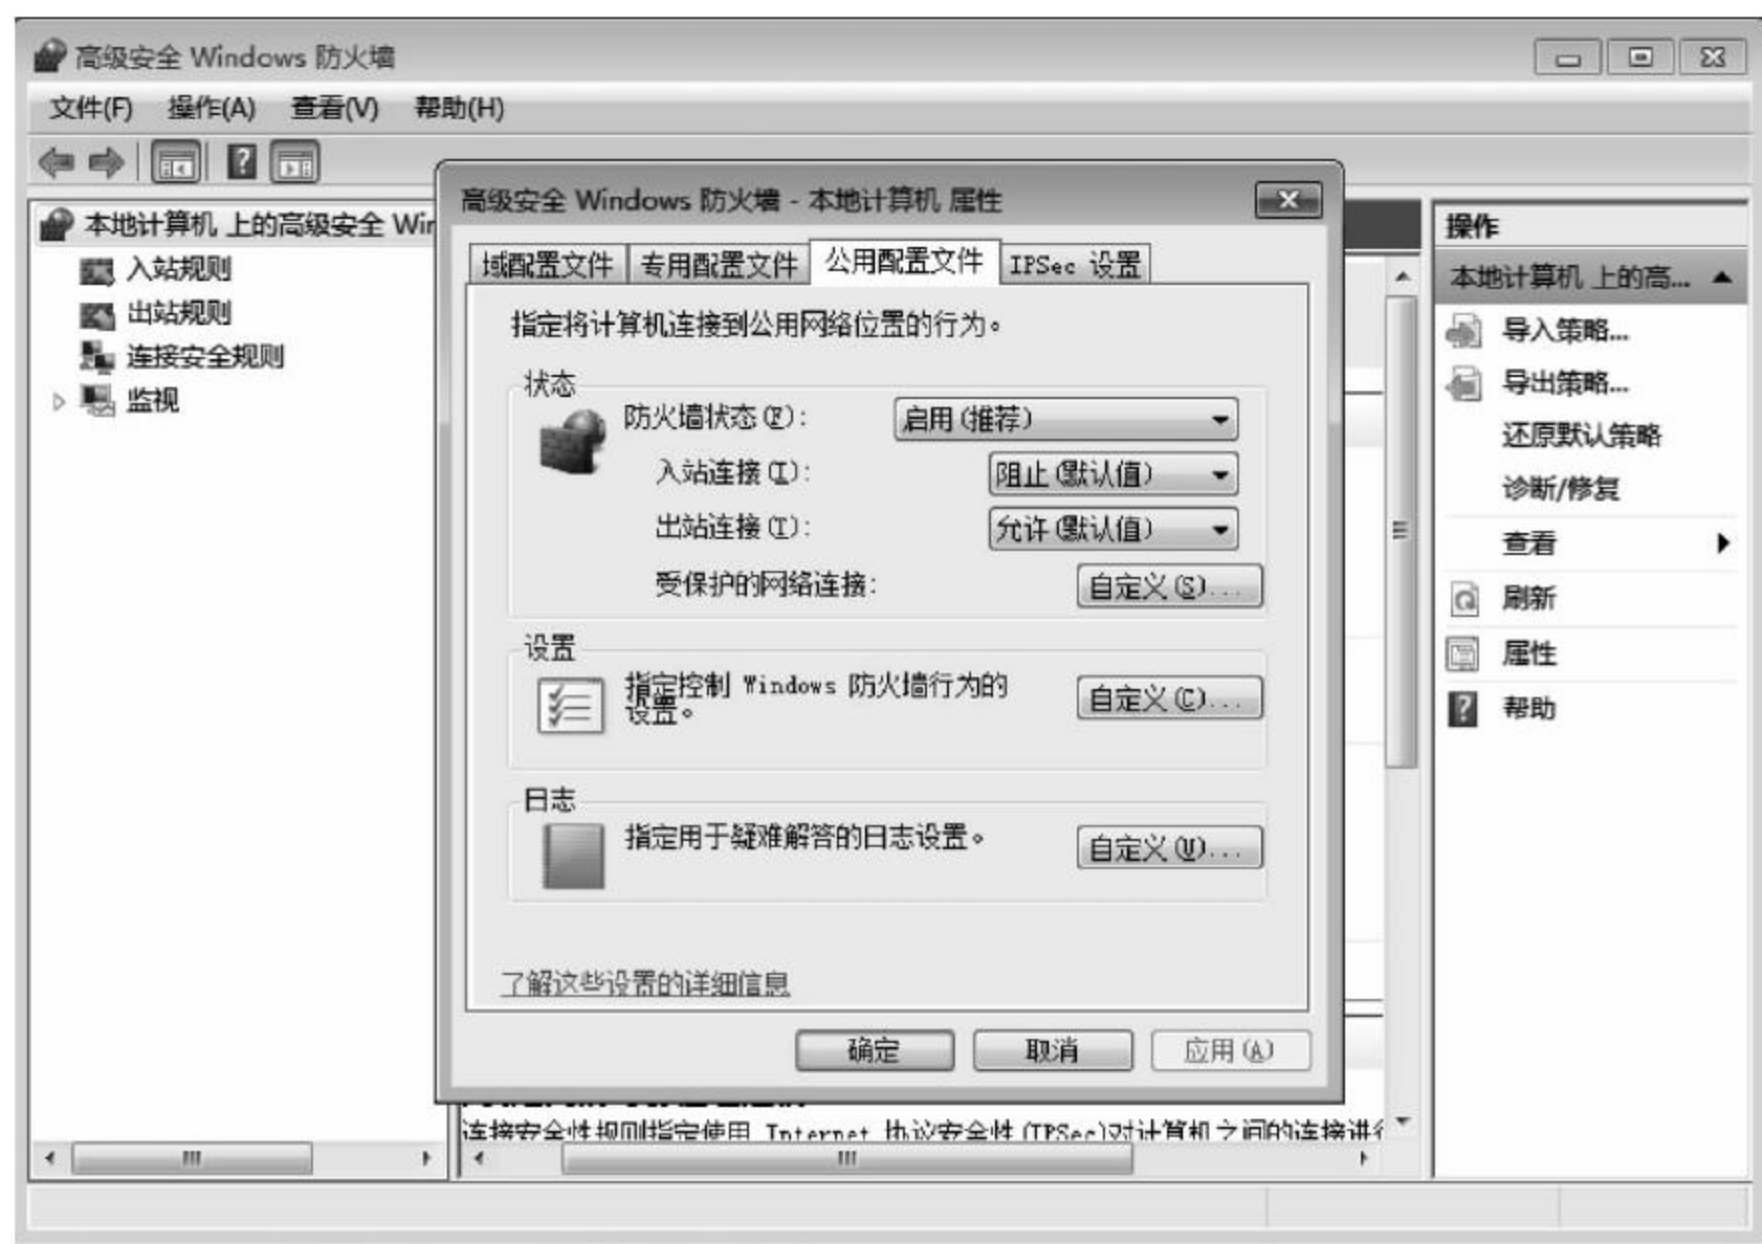 高级安全 Windows 防火墙
文件(F) 操作(A) 查看(V) 帮助(H)
本地计算机 上的高级安全 Wir
入站规则
出站规则
连接安全规则
监视
高级安全 Windows 防火墙 - 本地计算机 属性
域配置文件 专用配置文件 公用配置文件 IPSec 设置
指定将计算机连接到公用网络位置的行为。
状态
防火墙状态(F): 启用(推荐)
入站连接(I): 阻止(默认值)
出站连接(T): 允许(默认值)
受保护的网络连接: 自定义(S)...
设置
指定控制 Windows 防火墙行为的
设置。
自定义(C)...
日志
指定用于疑难解答的日志设置。 自定义(U)...
了解这些设置的详细信息
确定 取消 应用(A)
连接安全性规则指定使用 Internet 协议安全性(IPSec)对计算机之间的连接进行
操作
本地计算机 上的高...
导入策略...
导出策略...
还原默认策略
诊断/修复
查看
刷新
属性
帮助